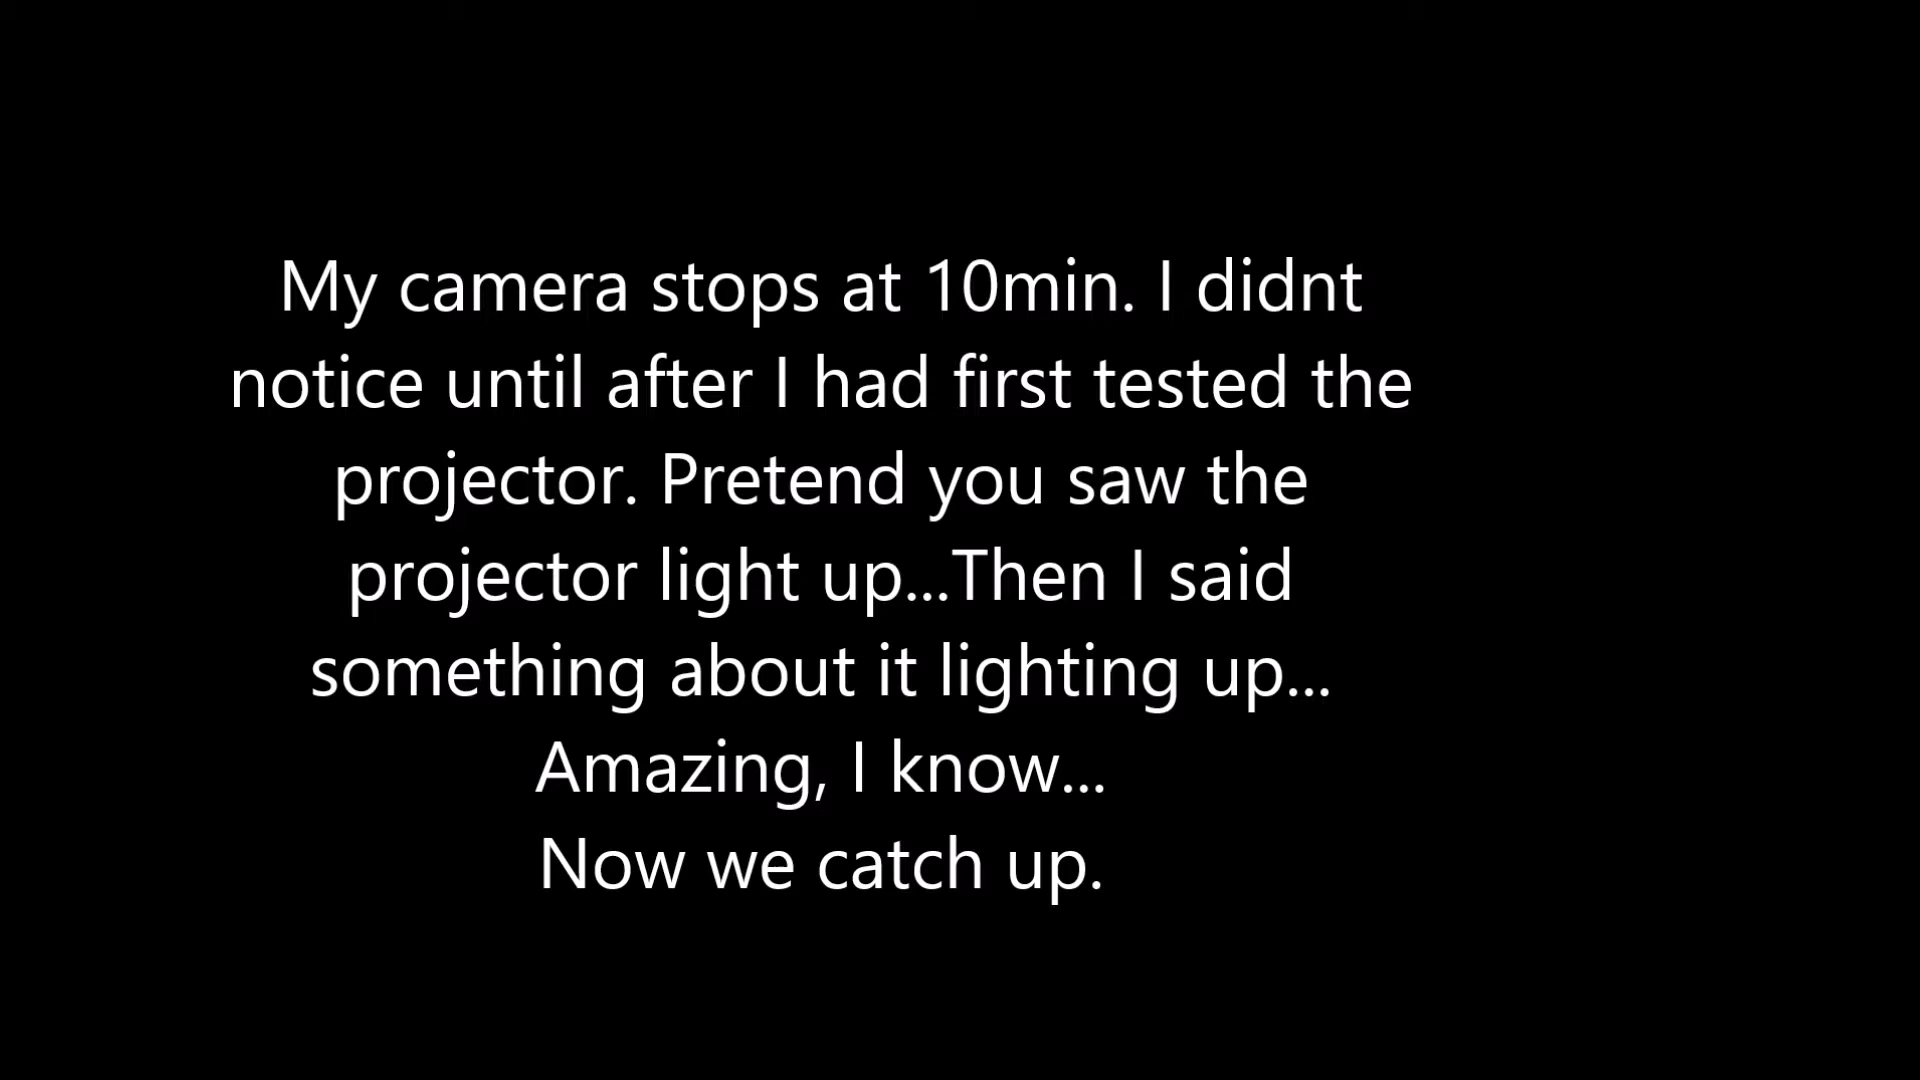 My camera stops at 10min. I didnt
notice until after I had first tested the
projector. Pretend you saw the
projector light up...Then I said
something about it lighting up...
Amazing, I know...
Now we catch up.